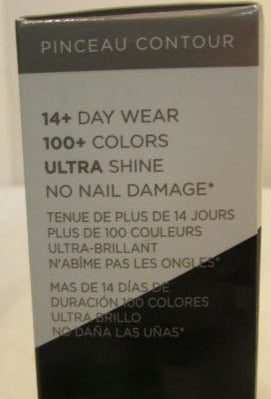 PINCEAU CONTOUR
14+ DAY WEAR
100+ COLORS
ULTRA SHINE
NO NAIL DAMAGE*
TENUE DE PLUS DE 14 JOURS
PLUS DE 100 COULEURS
ULTRA-BRILLANT
N'ABÎME PAS LES ONGLES*
MAS DE 14 DÍAS DE
DURACIÓN 100 COLORES
ULTRA BRILLO
NO DAÑA LAS UÑAS*